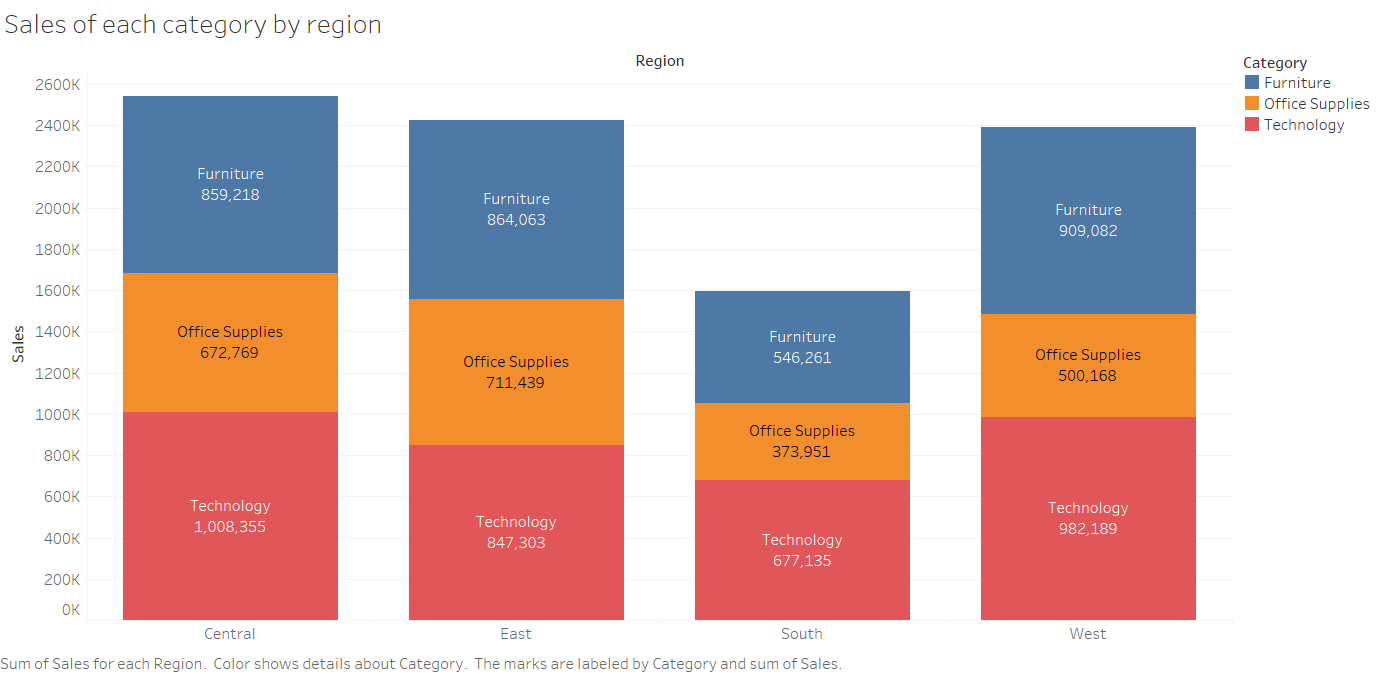 Sales of each category by region
Region
Category
Furniture
Office Supplies
Technology
Sales
2600K
2400K
2200K
2000K
1800K
1600K
1400K
1200K
1000K
800K
600K
400K
200K
0K
Furniture
859,218
Office Supplies
672,769
Technology
1,008,355
Furniture
864,063
Office Supplies
711,439
Technology
847,303
Furniture
546,261
Office Supplies
373,951
Technology
677,135
Furniture
909,082
Office Supplies
500,168
Technology
982,189
Central
East
South
West
Sum of Sales for each Region. Color shows details about Category. The marks are labeled by Category and sum of Sales.